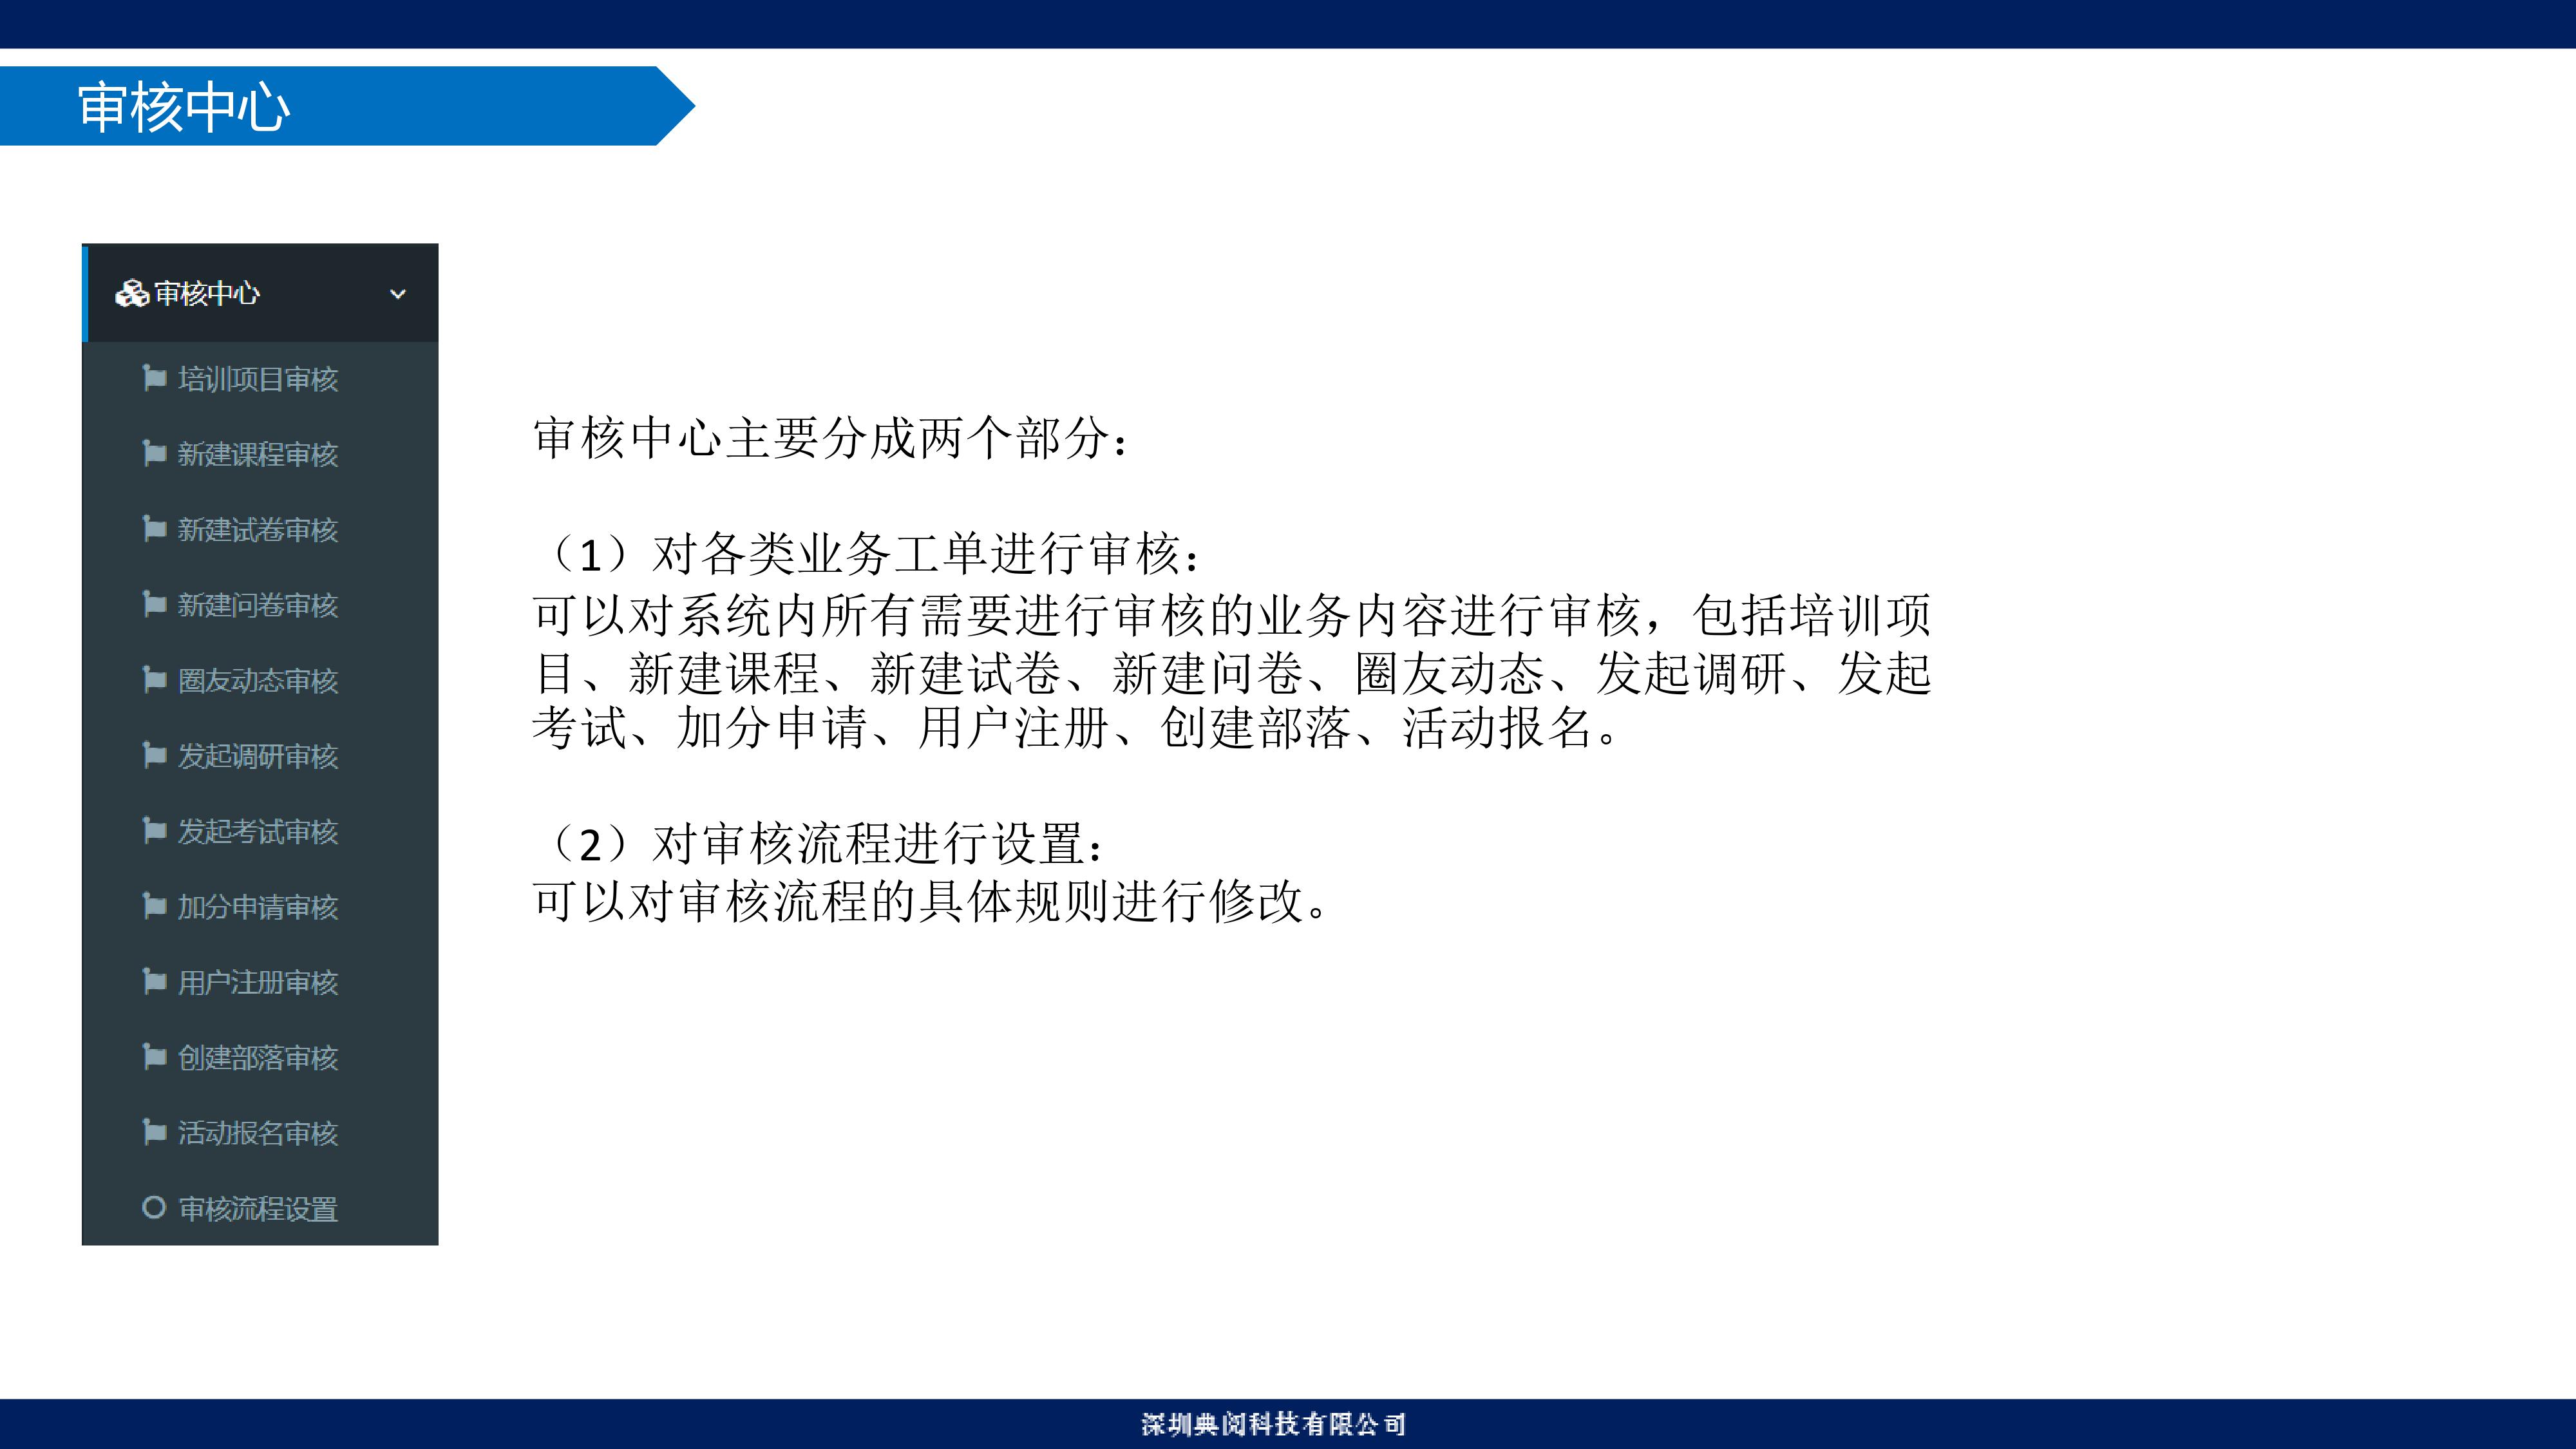 审核中心
审核中心
培训项目审核
新建课程审核
新建试卷审核
新建问卷审核
圈友动态审核
发起调研审核
发起考试审核
加分申请审核
用户注册审核
创建部落审核
活动报名审核
审核流程设置
审核中心主要分成两个部分：
（1）对各类业务工单进行审核：
可以对系统内所有需要进行审核的业务内容进行审核，包括培训项
目、新建课程、新建试卷、新建问卷、圈友动态、发起调研、发起
考试、加分申请、用户注册、创建部落、活动报名。
（2）对审核流程进行设置：
可以对审核流程的具体规则进行修改。
深圳典阅科技有限公司